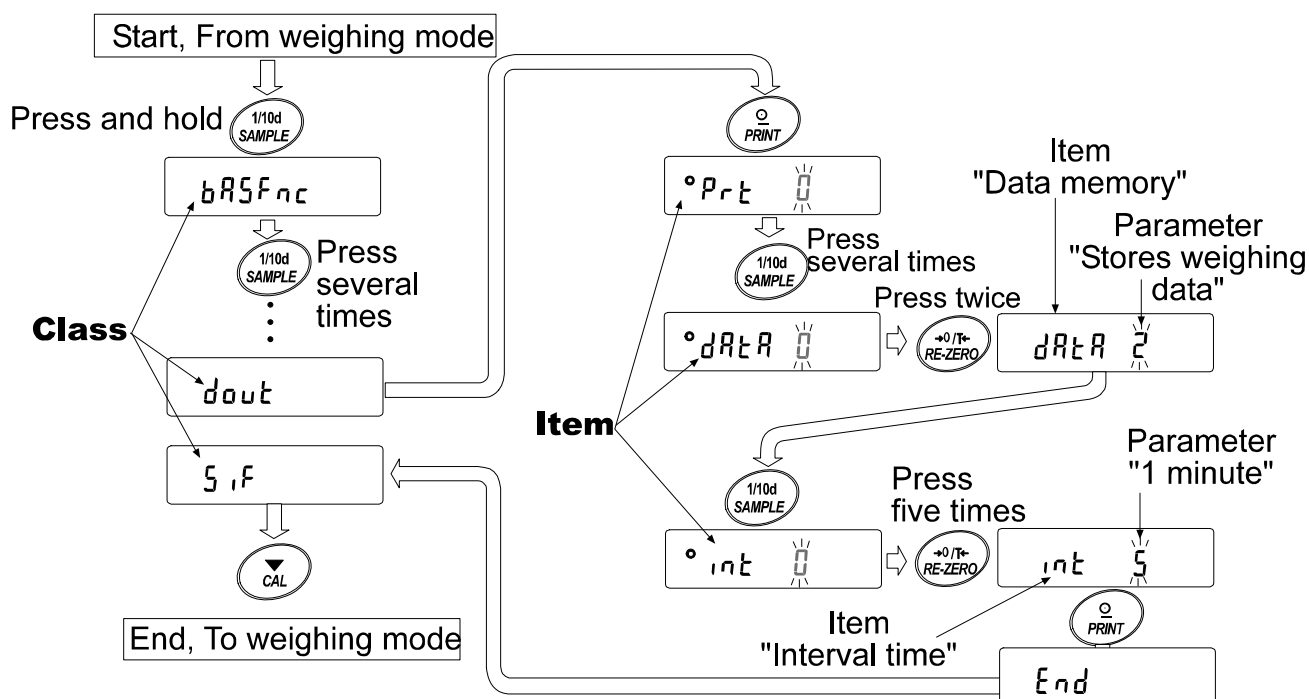 Start, From weighing mode
Press and hold
1/10d
SAMPLE
bASFnc
1/10d
SAMPLE
Press
several
times
Class
dout
S iF
CAL
End, To weighing mode
PRINT
Prt 0
1/10d
SAMPLE
Press
several times
Item
"Data memory"
Parameter
"Stores weighing
data"
Press twice
dAtA 0
→0/T←
RE-ZERO
dAtA 2
Item
1/10d
SAMPLE
Press
five times
Parameter
"1 minute"
int 0
→0/T←
RE-ZERO
int 5
Item
"Interval time"
PRINT
End